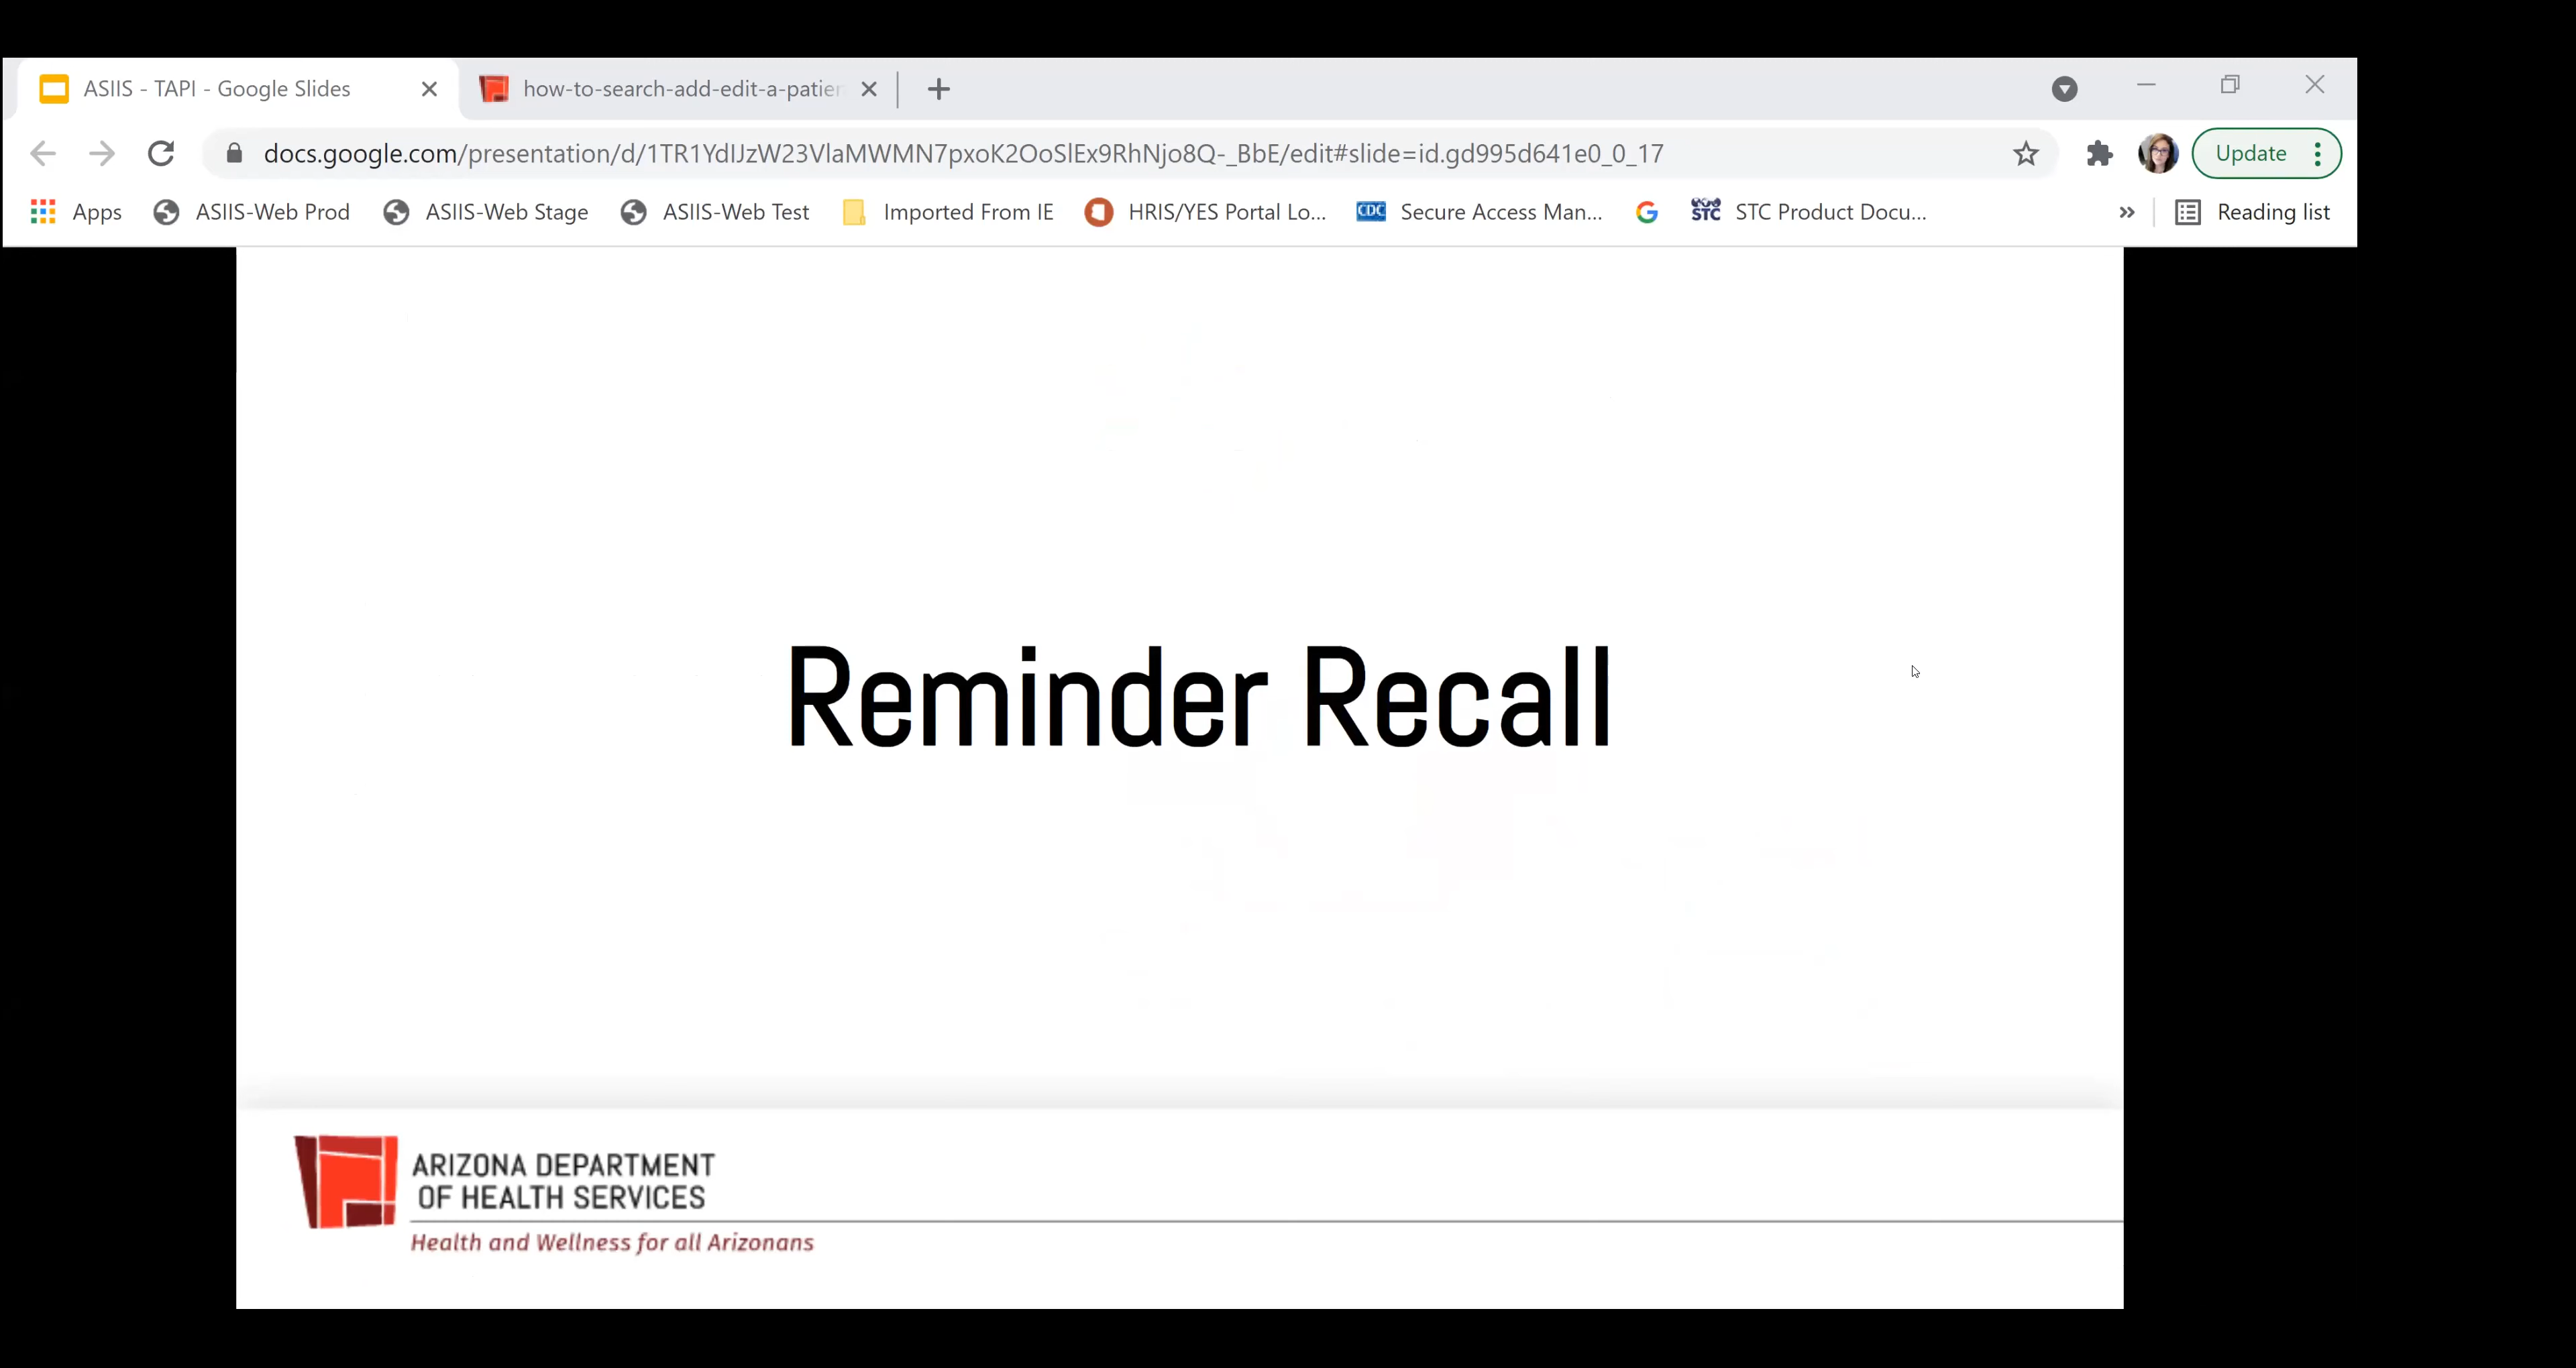 ASIIS - TAPI - Google Slides
how-to-search-add-edit-a-patien
docs.google.com/presentation/d/1TR1YdIJzW23VlaMWMN7pxoK2OoSlEx9RhNjo8Q-_BbE/edit#slide=id.gd995d641e0_0_17
Update
Apps ASIIS-Web Prod ASIIS-Web Stage ASIIS-Web Test Imported From IE HRIS/YES Portal Lo... CDC Secure Access Man... G STC STC Product Docu... » Reading list
Reminder Recall
ARIZONA DEPARTMENT
OF HEALTH SERVICES
Health and Wellness for all Arizonans